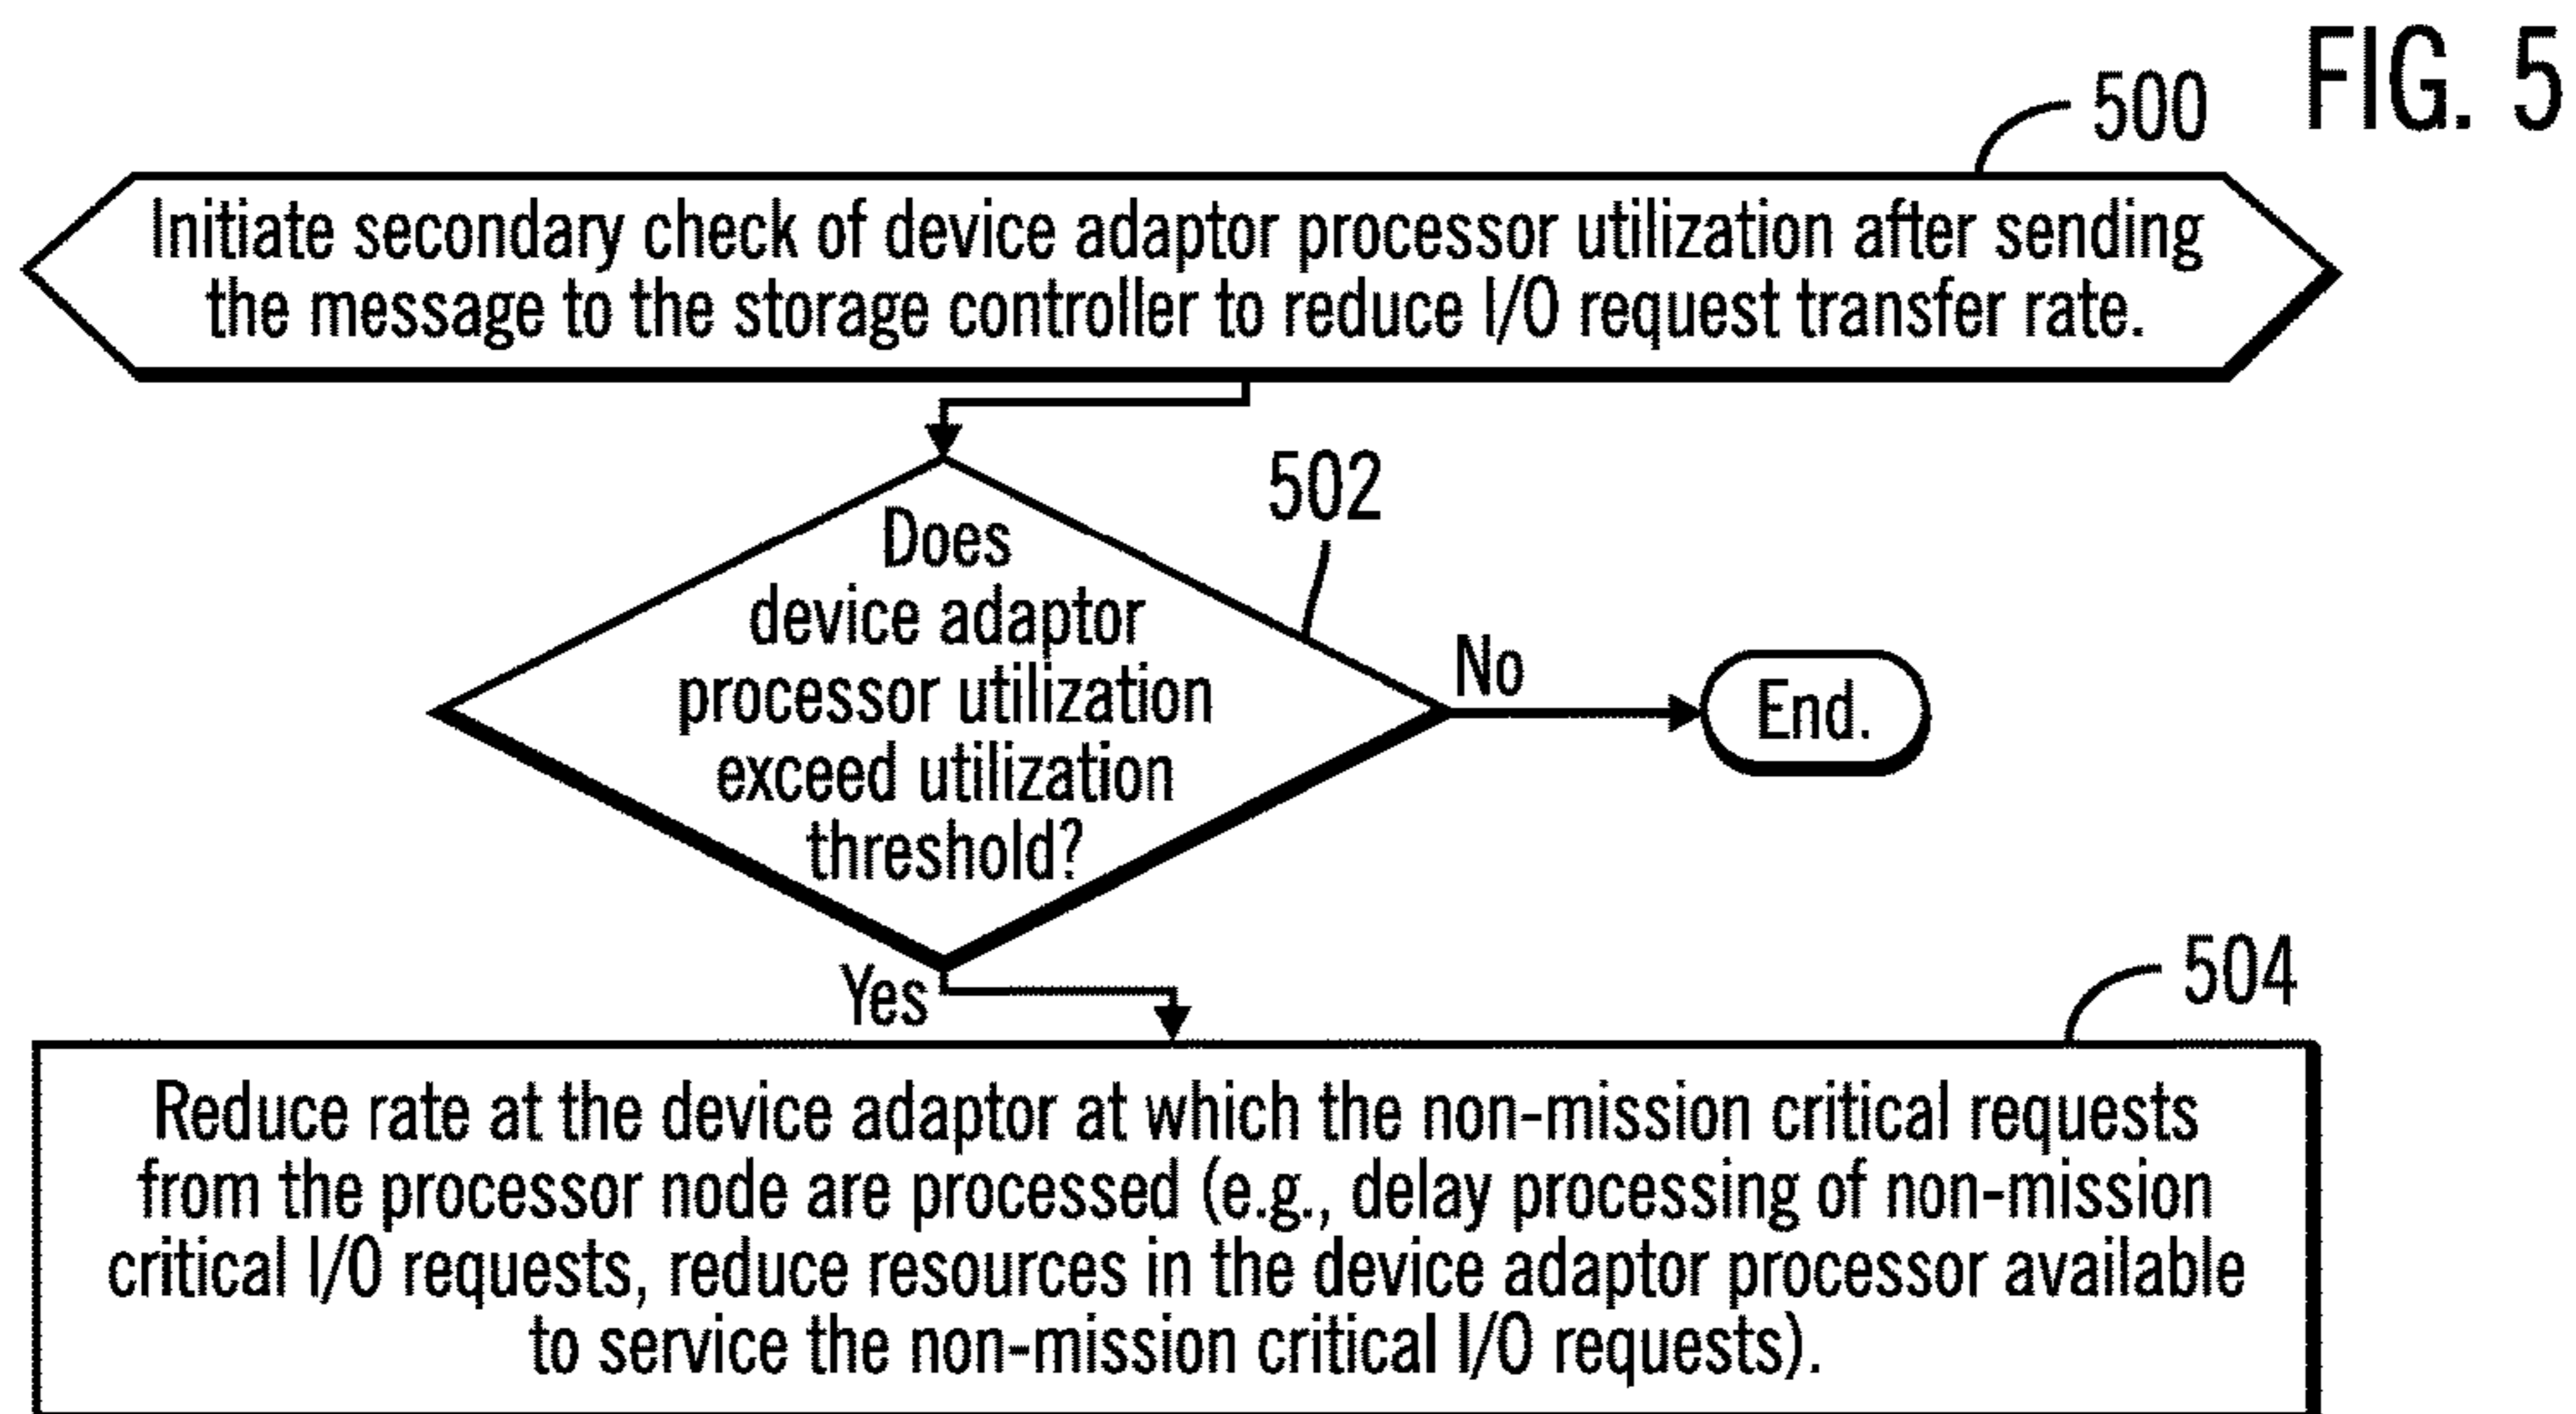 FIG. 5
500
Initiate secondary check of device adaptor processor utilization after sending
the message to the storage controller to reduce I/O request transfer rate.
502
Does
device adaptor
processor utilization
exceed utilization
threshold?
No
End.
Yes
504
Reduce rate at the device adaptor at which the non-mission critical requests
from the processor node are processed (e.g., delay processing of non-mission
critical I/O requests, reduce resources in the device adaptor processor available
to service the non-mission critical I/O requests).